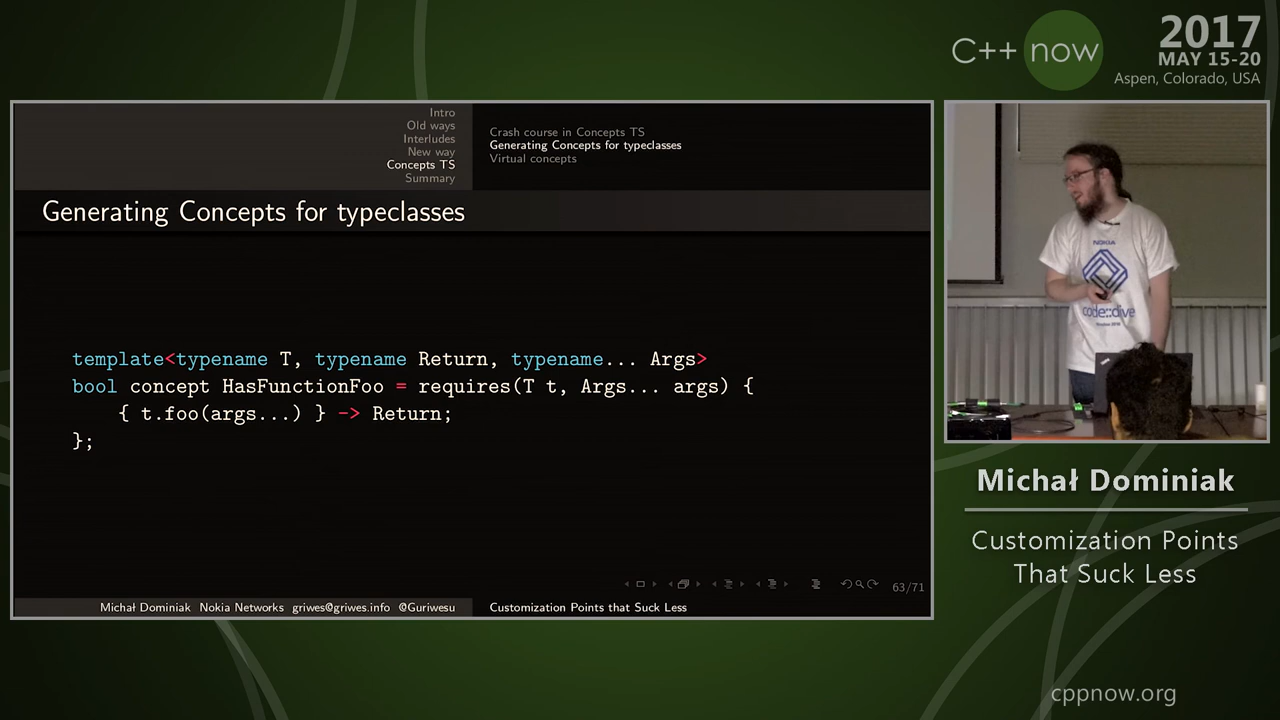 C++ now
2017
MAY 15-20
Aspen, Colorado, USA
Intro
Old ways
Interludes
New way
Concepts TS
Summary
Crash course in Concepts TS
Generating Concepts for typeclasses
Virtual concepts
Generating Concepts for typeclasses
template<typename T, typename Return, typename... Args>
bool concept HasFunctionFoo = requires(T t, Args... args) {
{ t.foo(args...) } -> Return;
};
63/71
Michał Dominiak Nokia Networks griwes@griwes.info @Guriwesu
Customization Points that Suck Less
NOKIA
code::dive
Michał Dominiak
Customization Points
That Suck Less
cppnow.org